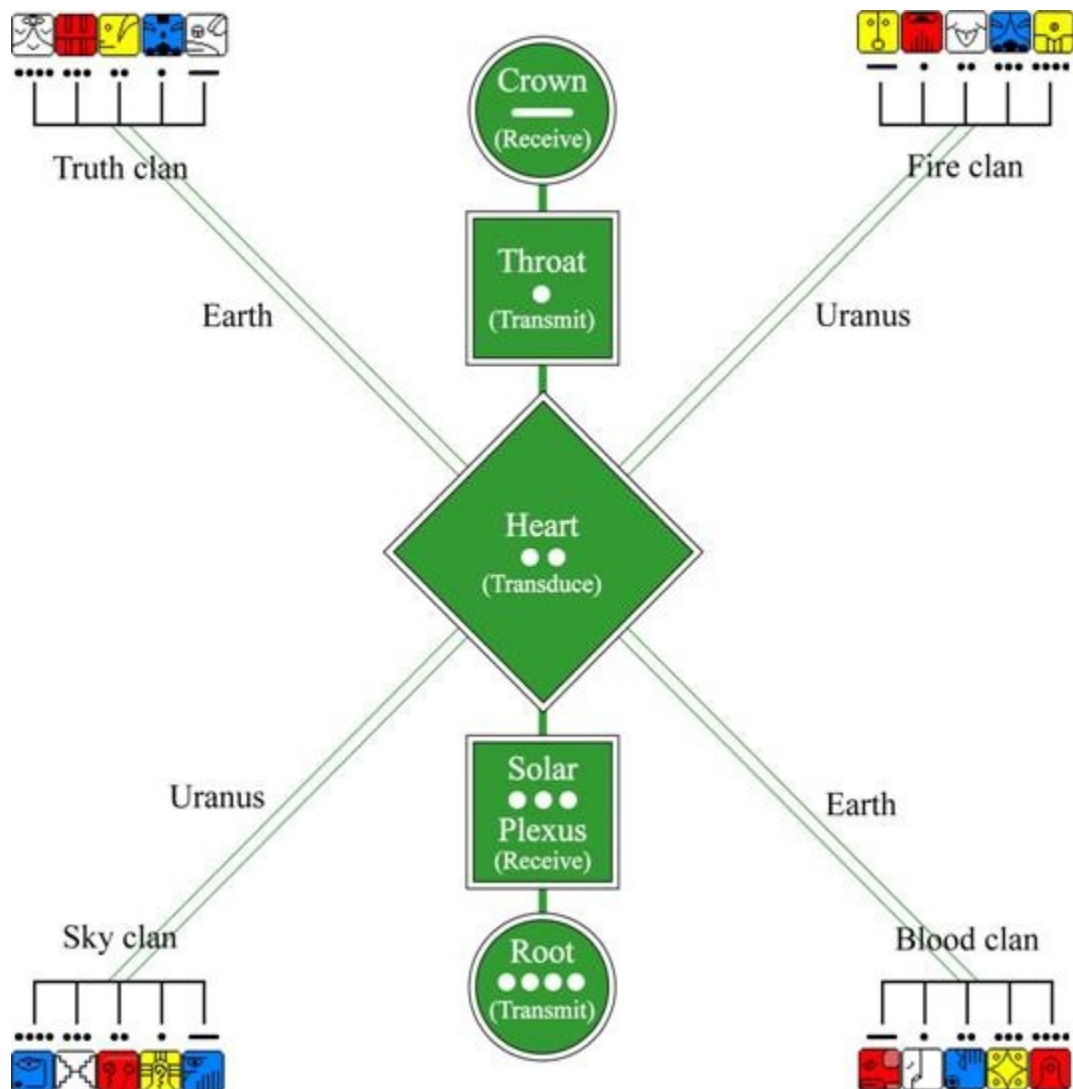 Crown
(Receive)
Truth clan
Fire clan
Throat
(Transmit)
Earth
Uranus
Heart
(Transduce)
Uranus
Earth
Solar
Plexus
(Receive)
Sky clan
Blood clan
Root
(Transmit)